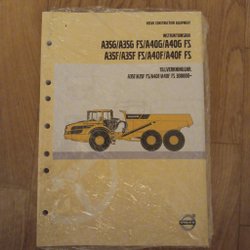 VOLVO CONSTRUCTION EQUIPMENT
INSTRUKTIONSBOK
A35G/A35G FS/A40G/A40G FS
A35F/A35F FS/A40F/A40F FS
TILLVERKNINGSNR.